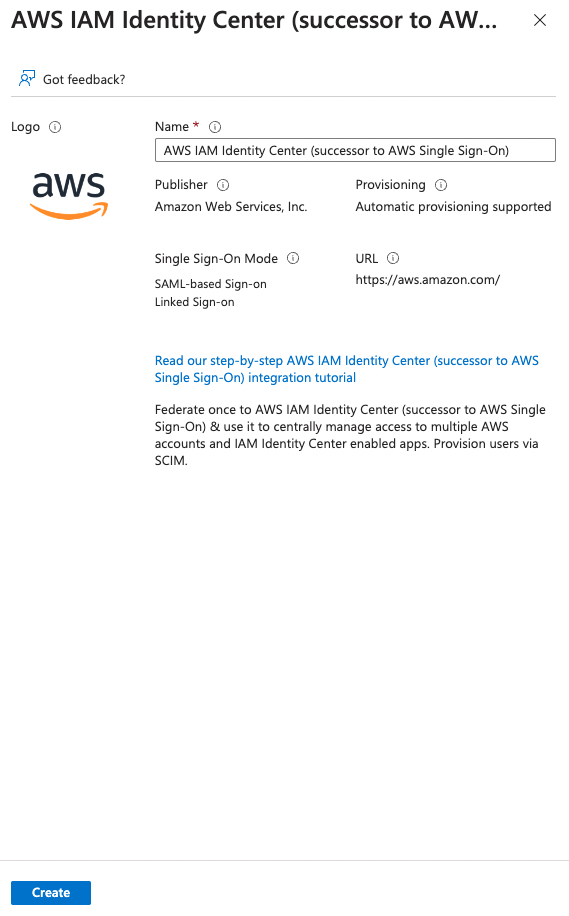 AWS IAM Identity Center (successor to AW...
Got feedback?
Logo
Name *
AWS IAM Identity Center (successor to AWS Single Sign-On)
aws
Publisher
Provisioning
Amazon Web Services, Inc.
Automatic provisioning supported
Single Sign-On Mode
URL
SAML-based Sign-on
https://aws.amazon.com/
Linked Sign-on
Read our step-by-step AWS IAM Identity Center (successor to AWS
Single Sign-On) integration tutorial
Federate once to AWS IAM Identity Center (successor to AWS Single
Sign-On) & use it to centrally manage access to multiple AWS
accounts and IAM Identity Center enabled apps. Provision users via
SCIM.
Create